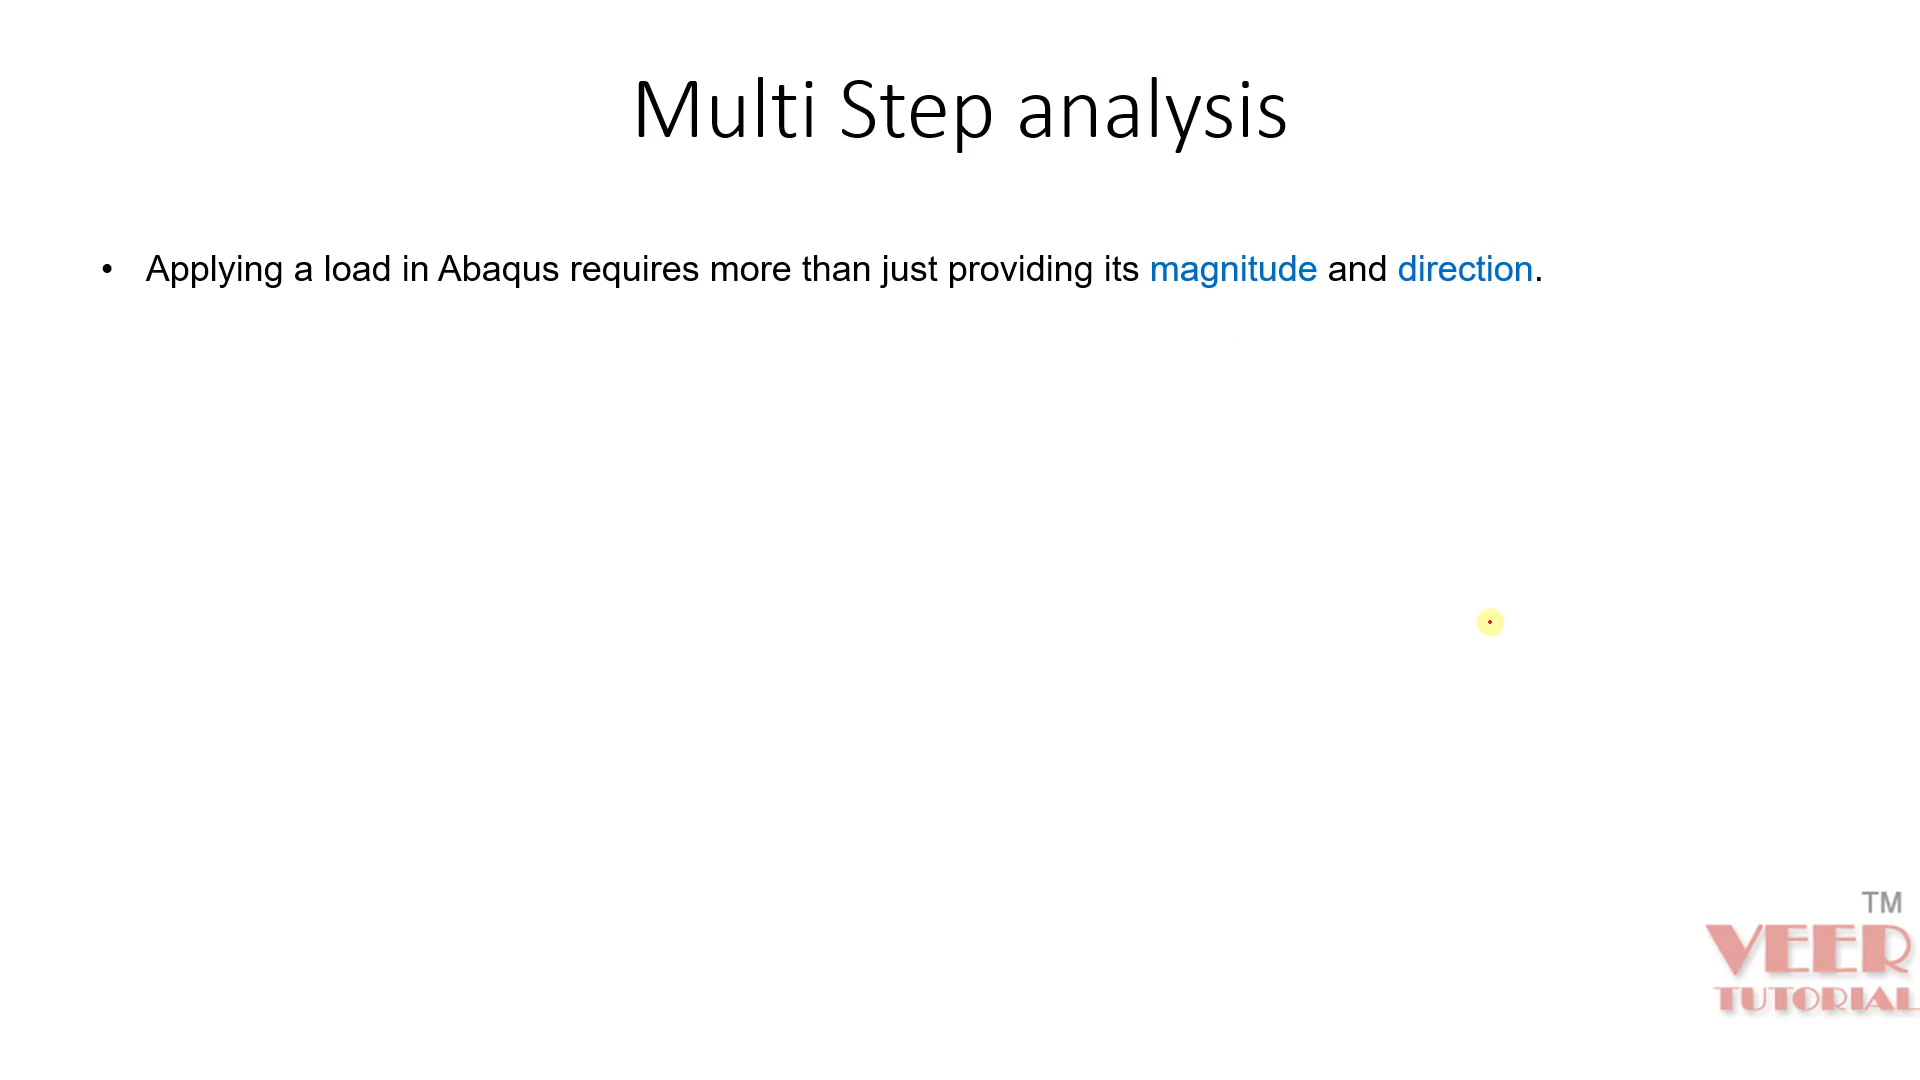 Multi Step analysis
• Applying a load in Abaqus requires more than just providing its magnitude and direction.
TM
VEER
TUTORIAL